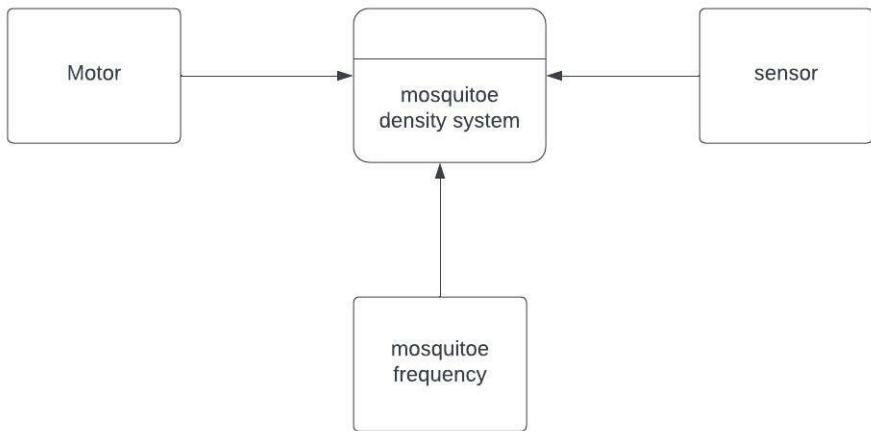 Motor
mosquitoe
density system
sensor
mosquitoe
frequency